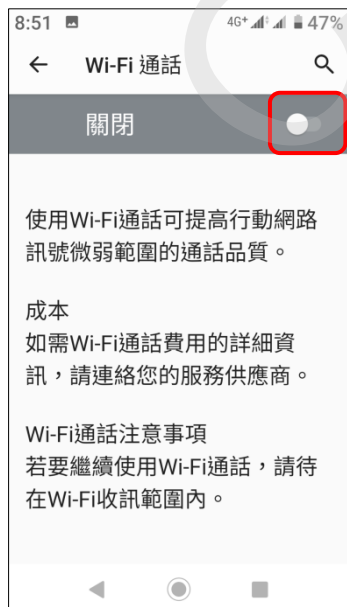 8:51 4G+ 47%
Wi-Fi 通話
關閉
使用Wi-Fi通話可提高行動網路
訊號微弱範圍的通話品質。
成本
如需Wi-Fi通話費用的詳細資
訊，請連絡您的服務供應商。
Wi-Fi通話注意事項
若要繼續使用Wi-Fi通話，請待
在Wi-Fi收訊範圍內。